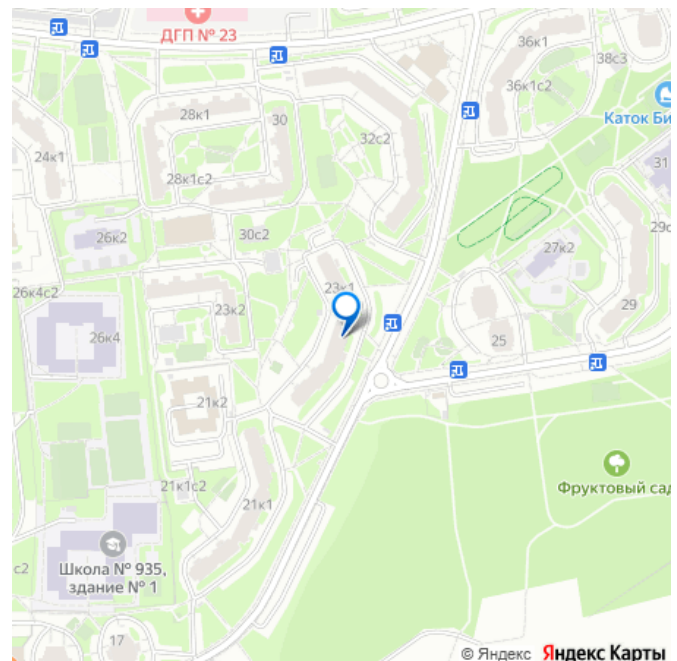 ДГП № 23
36к1
38с3
28к1
30
36к1с2
Каток Би
32с2
24к1
31
28к1с2
26к2
30с2
29с
27к2
23к1
26к4с2
23к2
29
26к4
25
21к2
Фруктовый сад
21к1с2
21к1
Школа № 935,
здание № 1
с2
17
© Яндекс Яндекс Карты